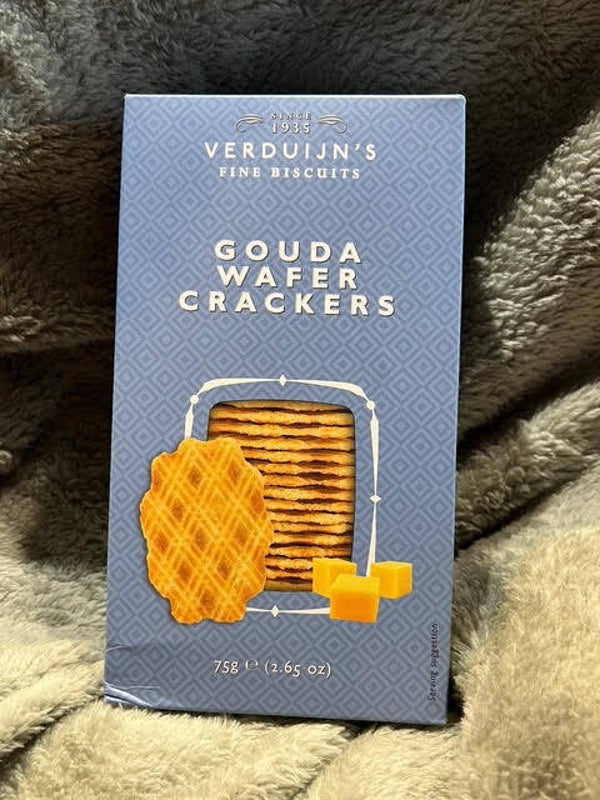 SINCE
1935
VERDUIJN'S
FINE BISCUITS
GOUDA
WAFER
CRACKERS
75g ℮ (2.65 oz)
Serving suggestion